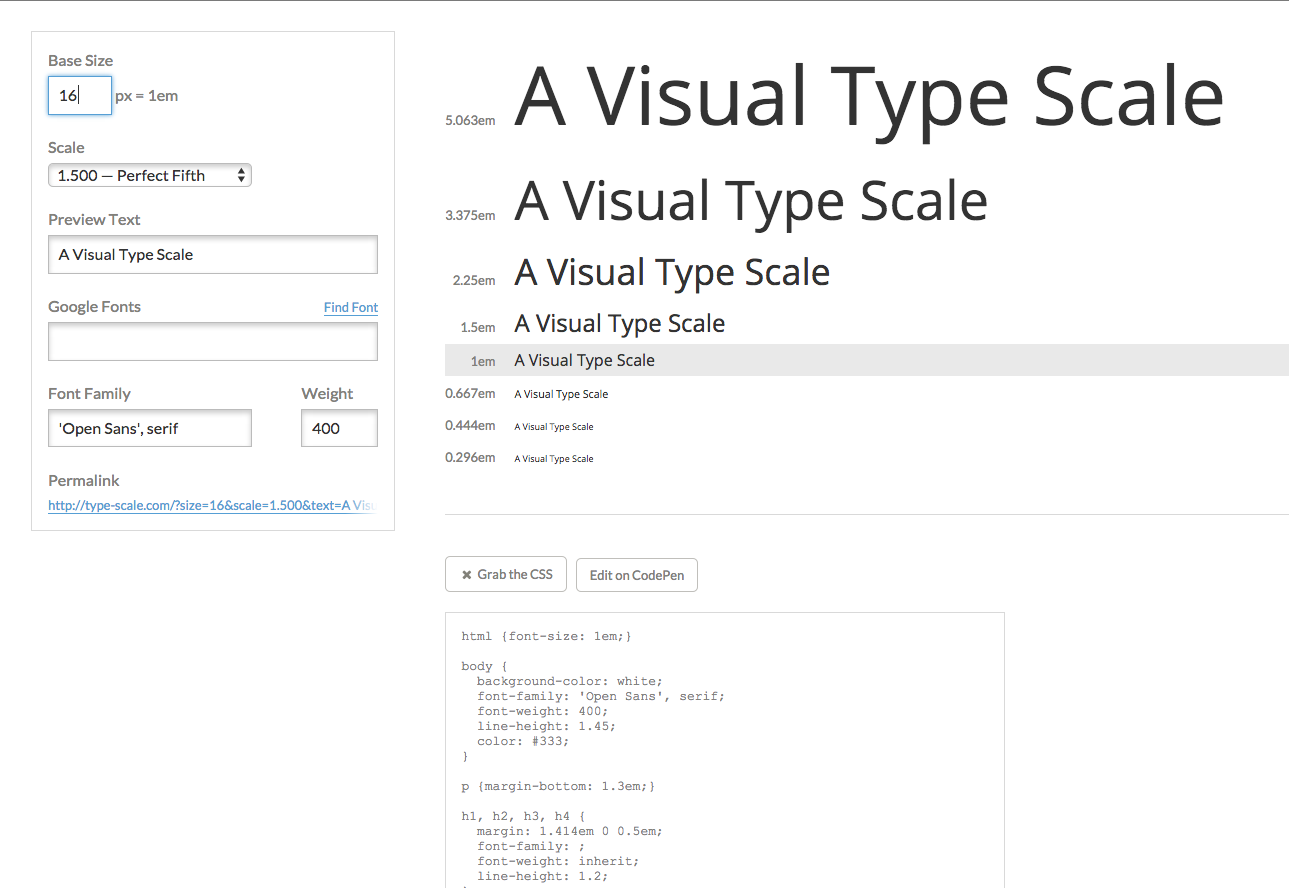 Base Size
16 px = 1em
Scale
1.500 — Perfect Fifth
Preview Text
A Visual Type Scale
Google Fonts Find Font
Font Family Weight
'Open Sans', serif 400
Permalink
http://type-scale.com/?size=16&scale=1.500&text=A Visu
5.063em A Visual Type Scale
3.375em A Visual Type Scale
2.25em A Visual Type Scale
1.5em A Visual Type Scale
1em A Visual Type Scale
0.667em A Visual Type Scale
0.444em A Visual Type Scale
0.296em A Visual Type Scale
✖ Grab the CSS Edit on CodePen
html {font-size: 1em;}
body {
background-color: white;
font-family: 'Open Sans', serif;
font-weight: 400;
line-height: 1.45;
color: #333;
}
p {margin-bottom: 1.3em;}
h1, h2, h3, h4 {
margin: 1.414em 0 0.5em;
font-family: ;
font-weight: inherit;
line-height: 1.2;